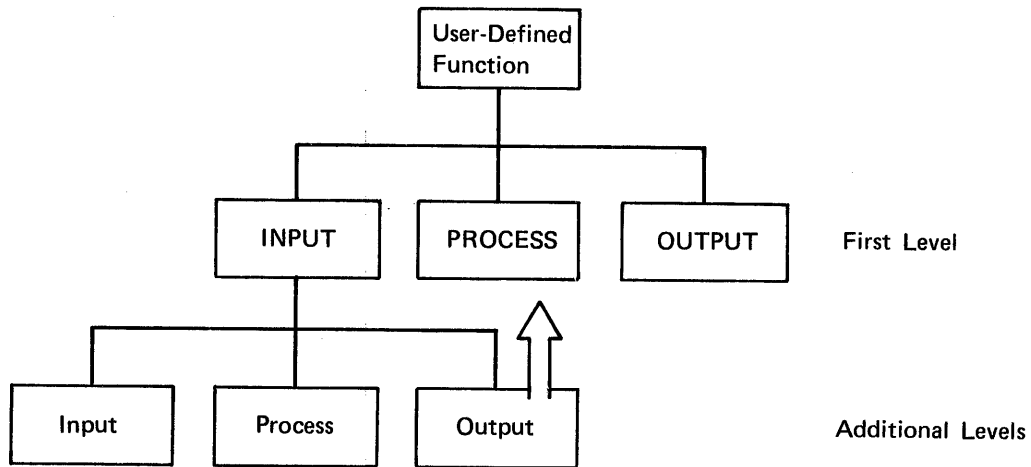 User-Defined
Function
INPUT
PROCESS
OUTPUT
First Level
Input
Process
Output
Additional Levels